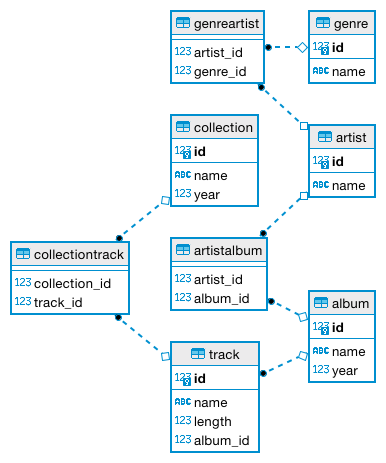 genreartist
123 artist_id
123 genre_id
genre
123 id
ABC name
collection
123 id
ABC name
123 year
artist
123 id
ABC name
collectiontrack
123 collection_id
123 track_id
artistalbum
123 artist_id
123 album_id
album
123 id
ABC name
123 year
track
123 id
ABC name
123 length
123 album_id